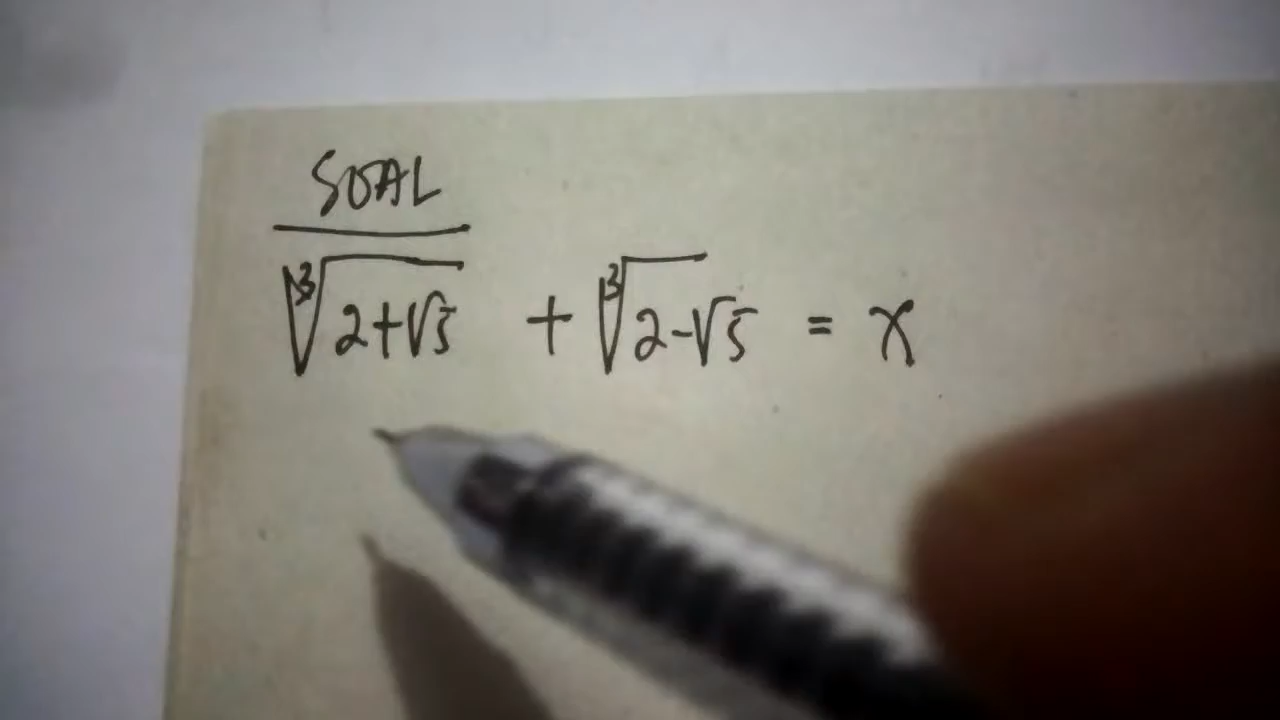 SOAL
∛(2+√5) + ∛(2-√5) = x